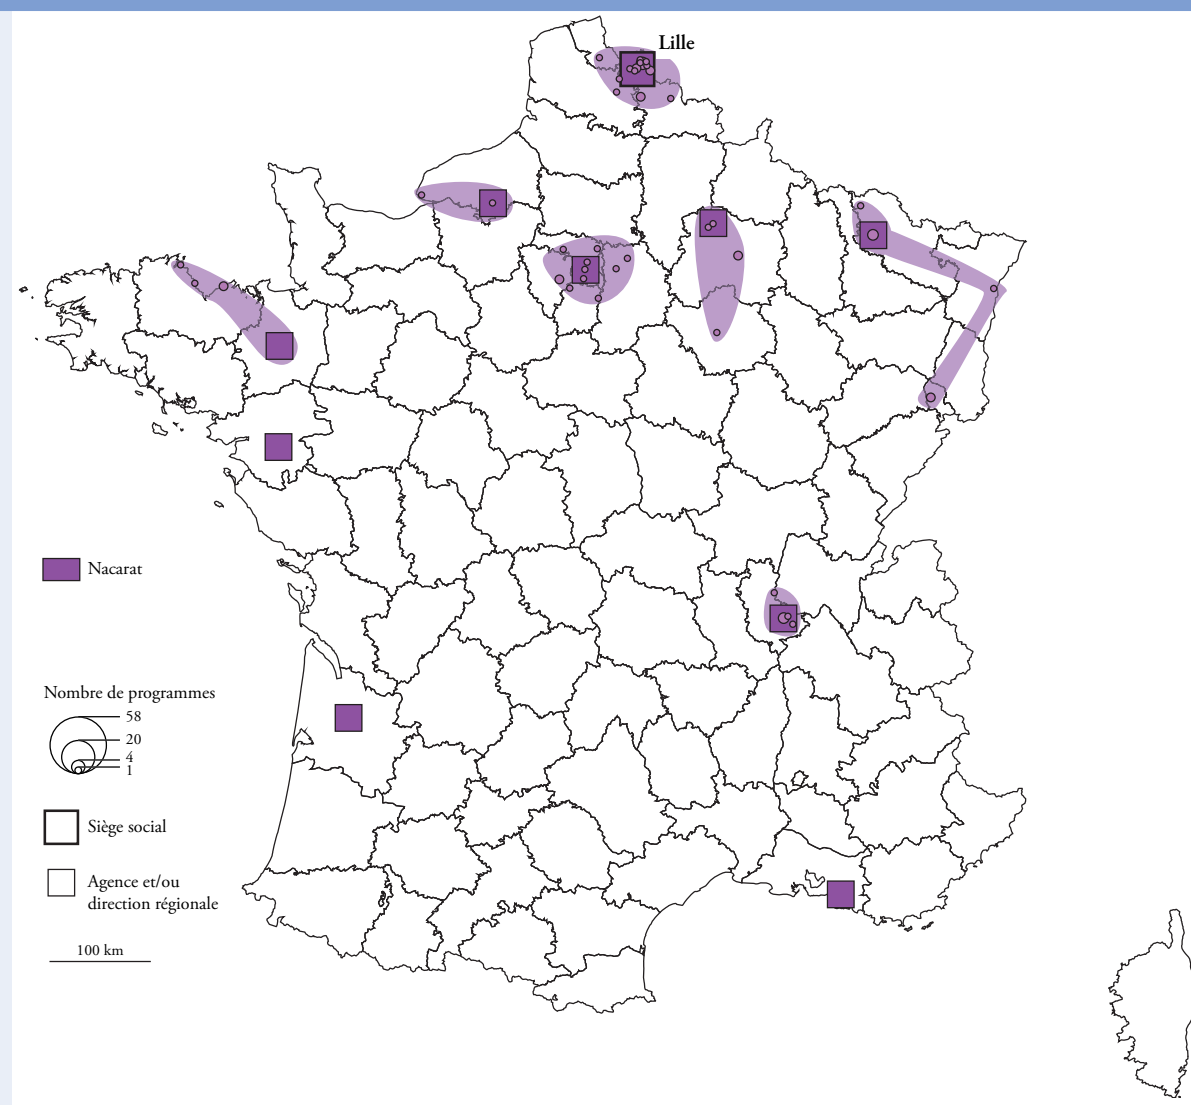 Lille
Nacarat
Nombre de programmes
58
20
4
1
Siège social
Agence et/ou
direction régionale
100 km